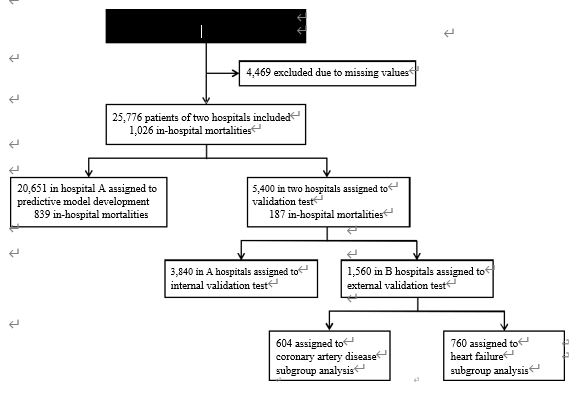 4,469 excluded due to missing values
25,776 patients of two hospitals included
1,026 in-hospital mortalities
20,651 in hospital A assigned to
predictive model development
839 in-hospital mortalities
5,400 in two hospitals assigned to
validation test
187 in-hospital mortalities
3,840 in A hospitals assigned to
internal validation test
1,560 in B hospitals assigned to
external validation test
604 assigned to
coronary artery disease
subgroup analysis
760 assigned to
heart failure
subgroup analysis